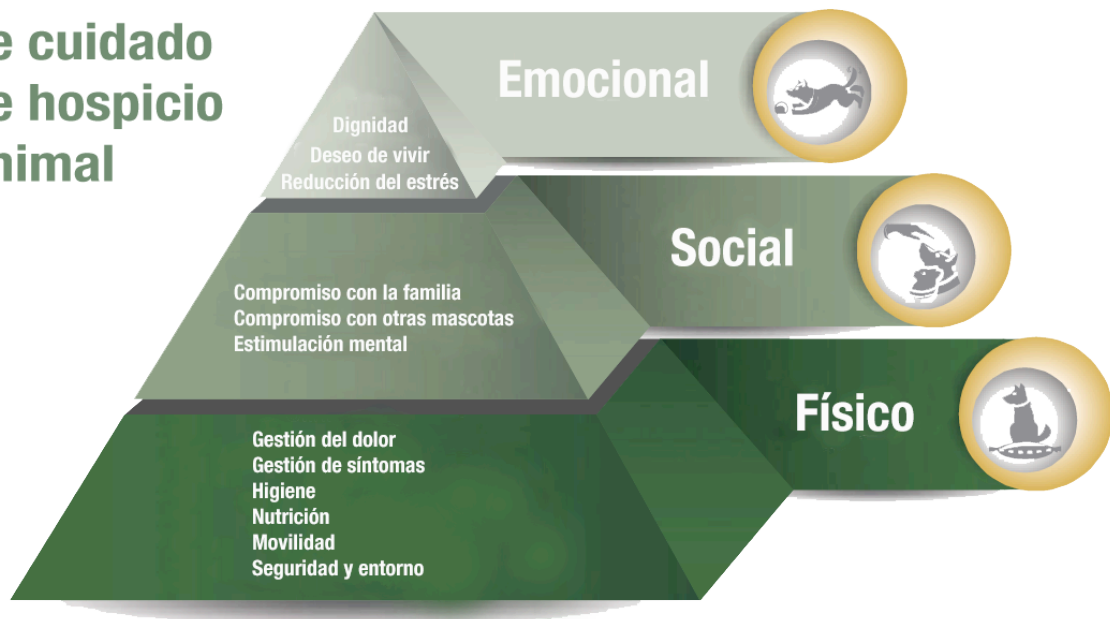 e cuidado
e hospicio
nimal
Emocional
Dignidad
Deseo de vivir
Reducción del estrés
Social
Compromiso con la familia
Compromiso con otras mascotas
Estimulación mental
Físico
Gestión del dolor
Gestión de síntomas
Higiene
Nutrición
Movilidad
Seguridad y entorno